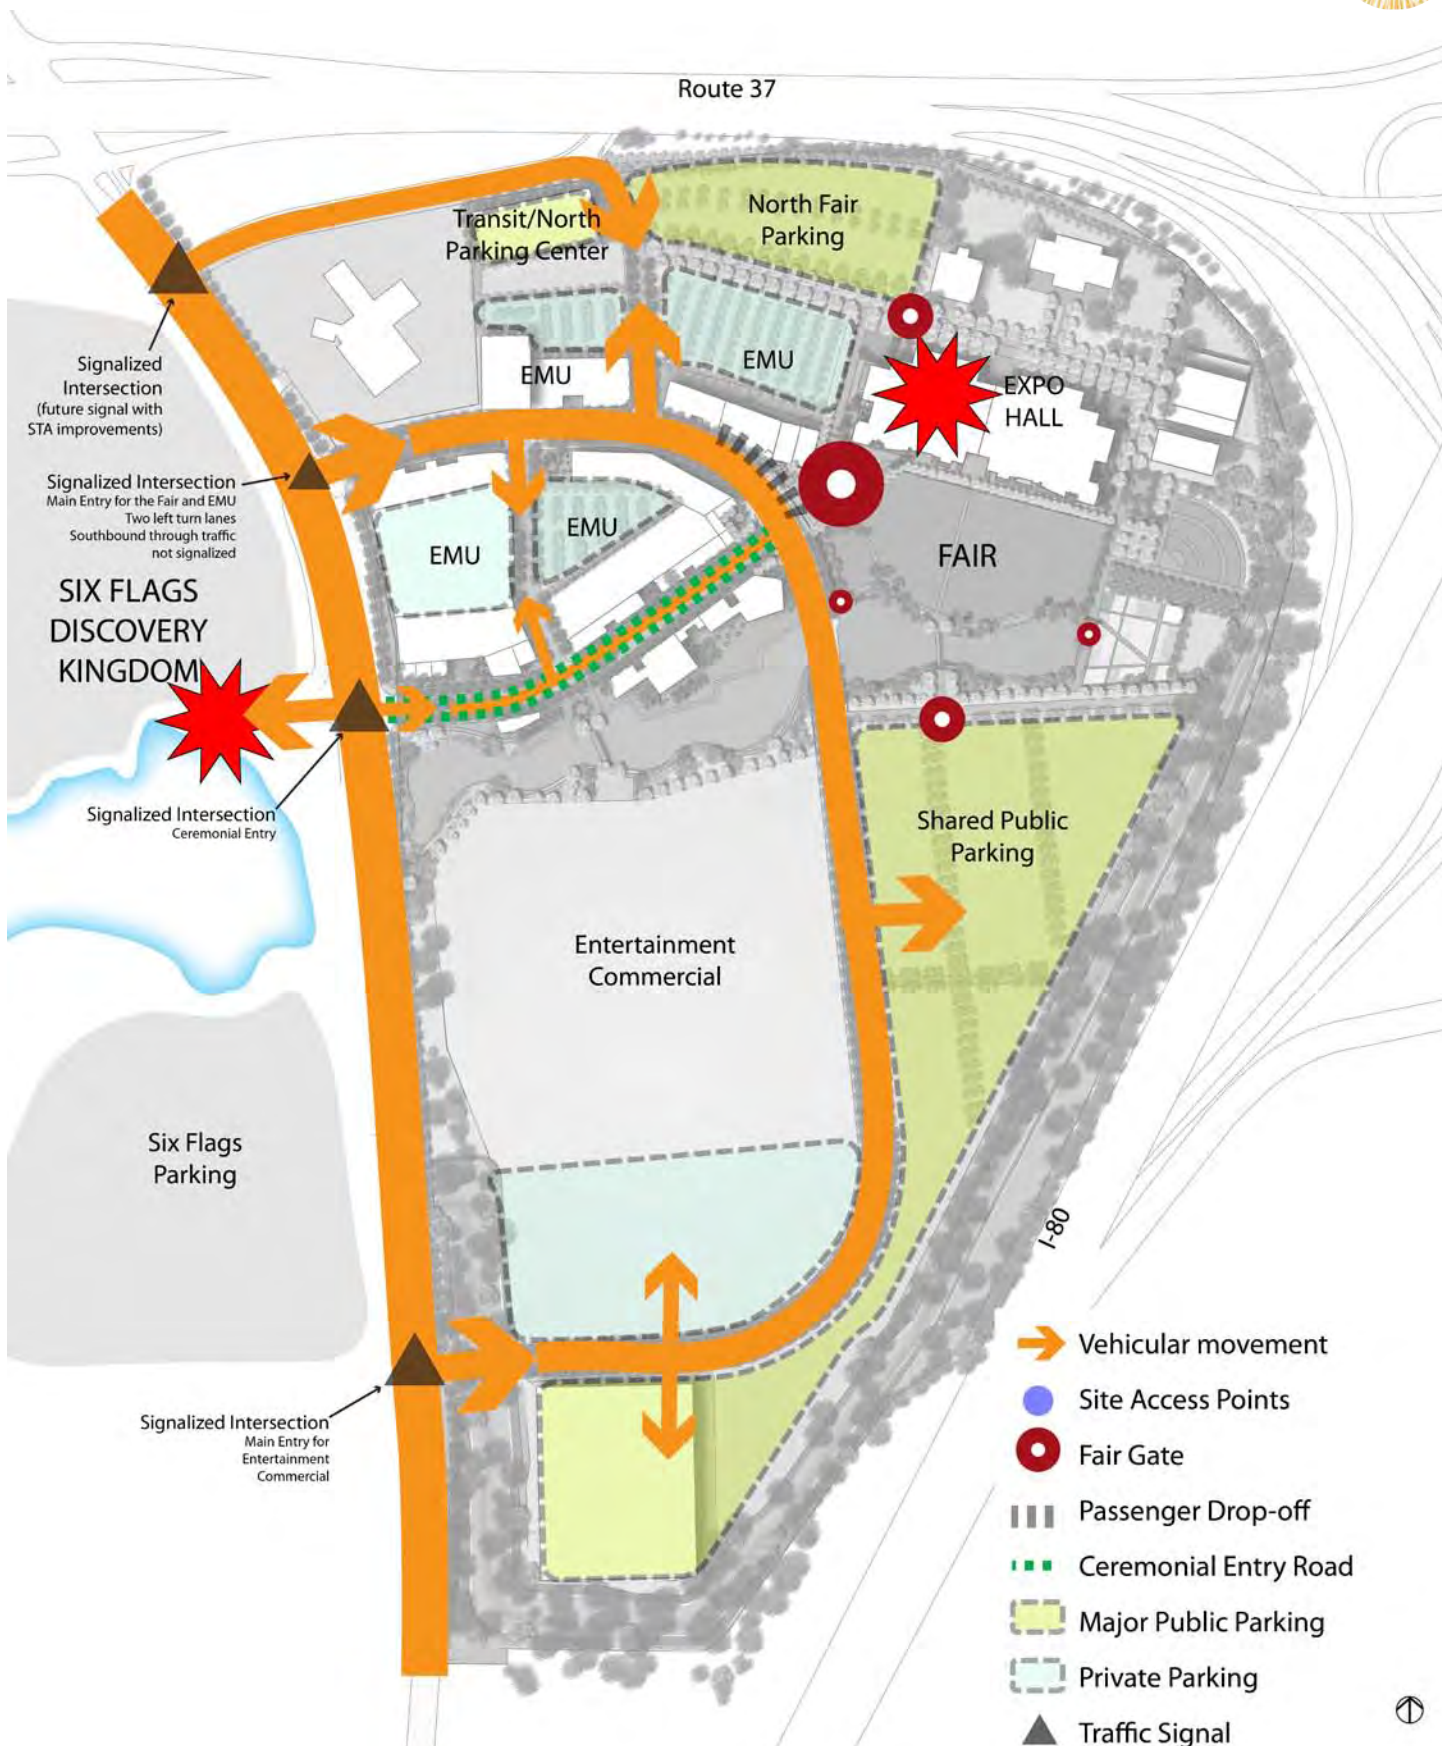 Route 37
Transit/North
Parking Center
North Fair
Parking
Signalized
Intersection
(future signal with
STA improvements)
EMU
EMU
EXPO
HALL
Signalized Intersection
Main Entry for the Fair and EMU
Two left turn lanes
Southbound through traffic
not signalized
EMU
EMU
FAIR
SIX FLAGS
DISCOVERY
KINGDOM
Signalized Intersection
Ceremonial Entry
Shared Public
Parking
Entertainment
Commercial
Six Flags
Parking
I-80
Signalized Intersection
Main Entry for
Entertainment
Commercial
Vehicular movement
Site Access Points
Fair Gate
Passenger Drop-off
Ceremonial Entry Road
Major Public Parking
Private Parking
Traffic Signal